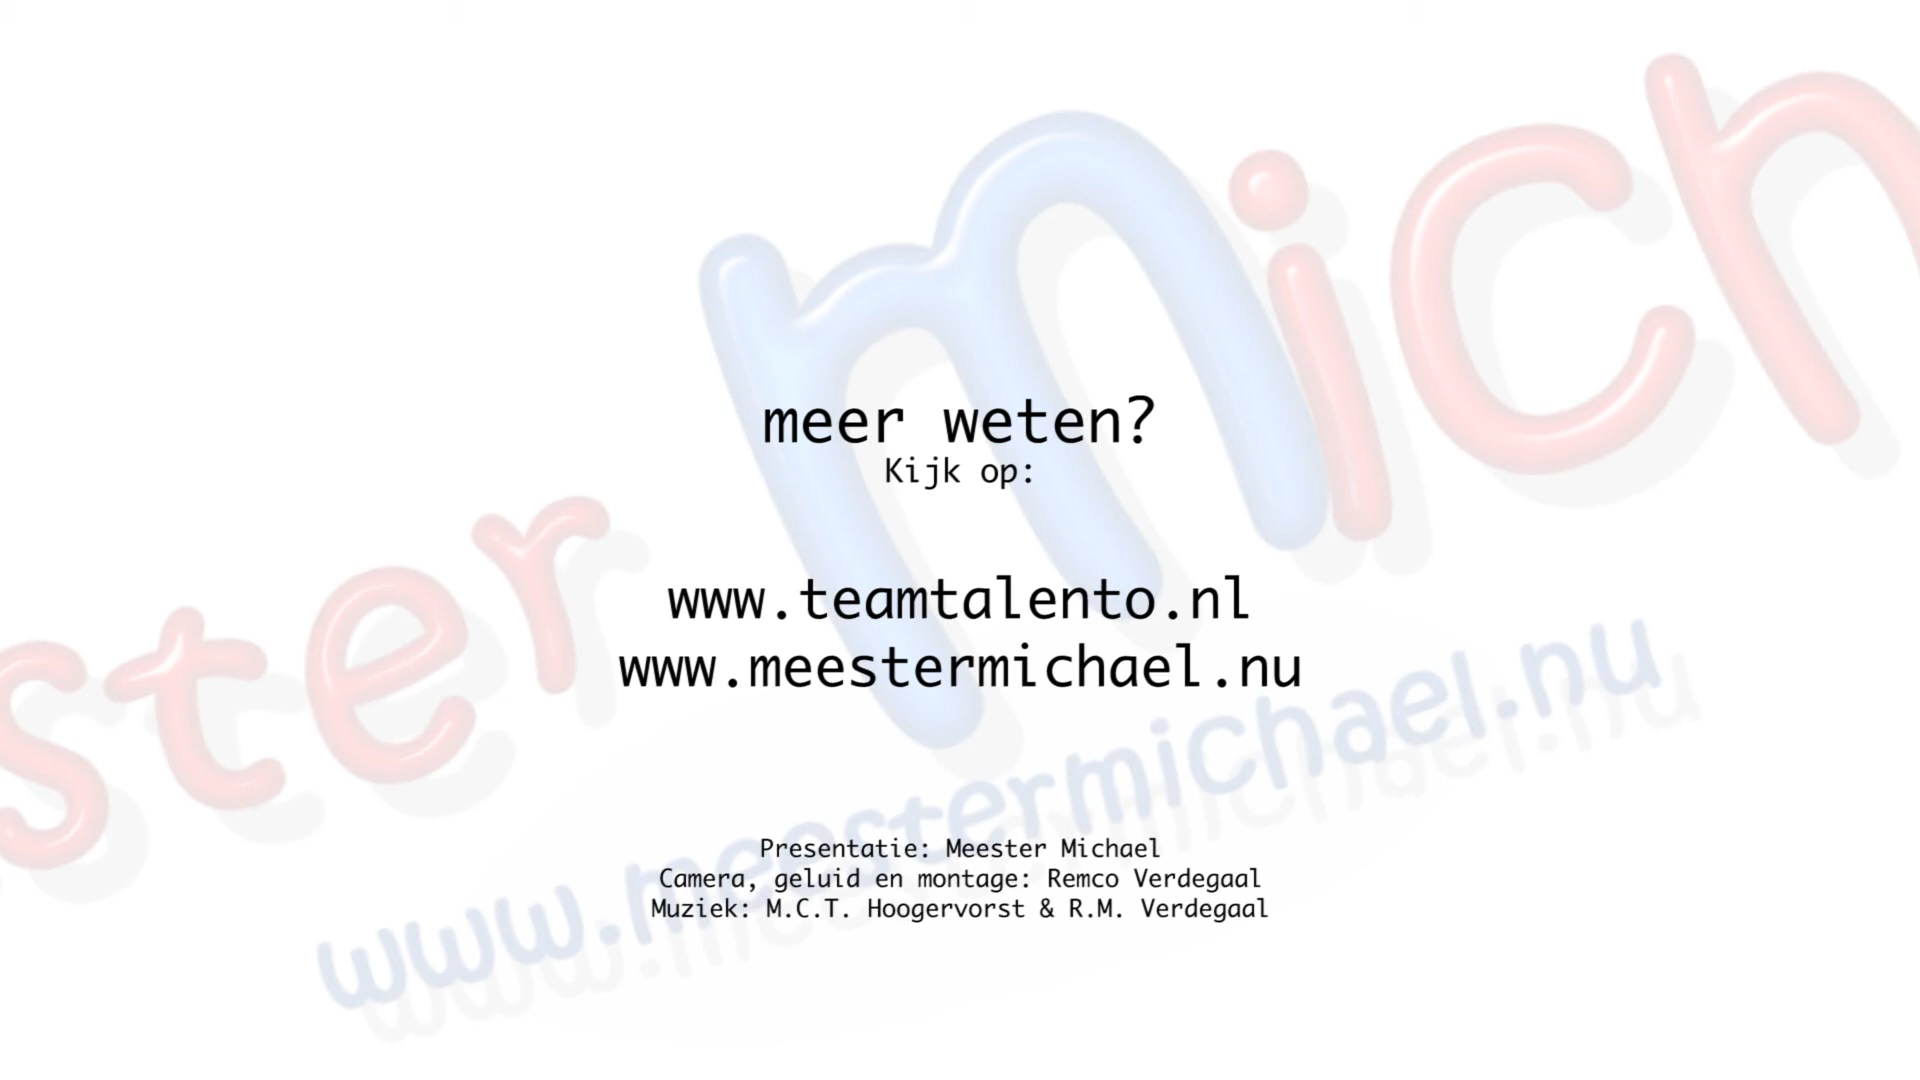 meer weten?
Kijk op:
www.teamtalento.nl
www.meestermichael.nu
Presentatie: Meester Michael
Camera, geluid en montage: Remco Verdegaal
Muziek: M.C.T. Hoogervorst & R.M. Verdegaal
ster Mich
www.meestermichael.nu